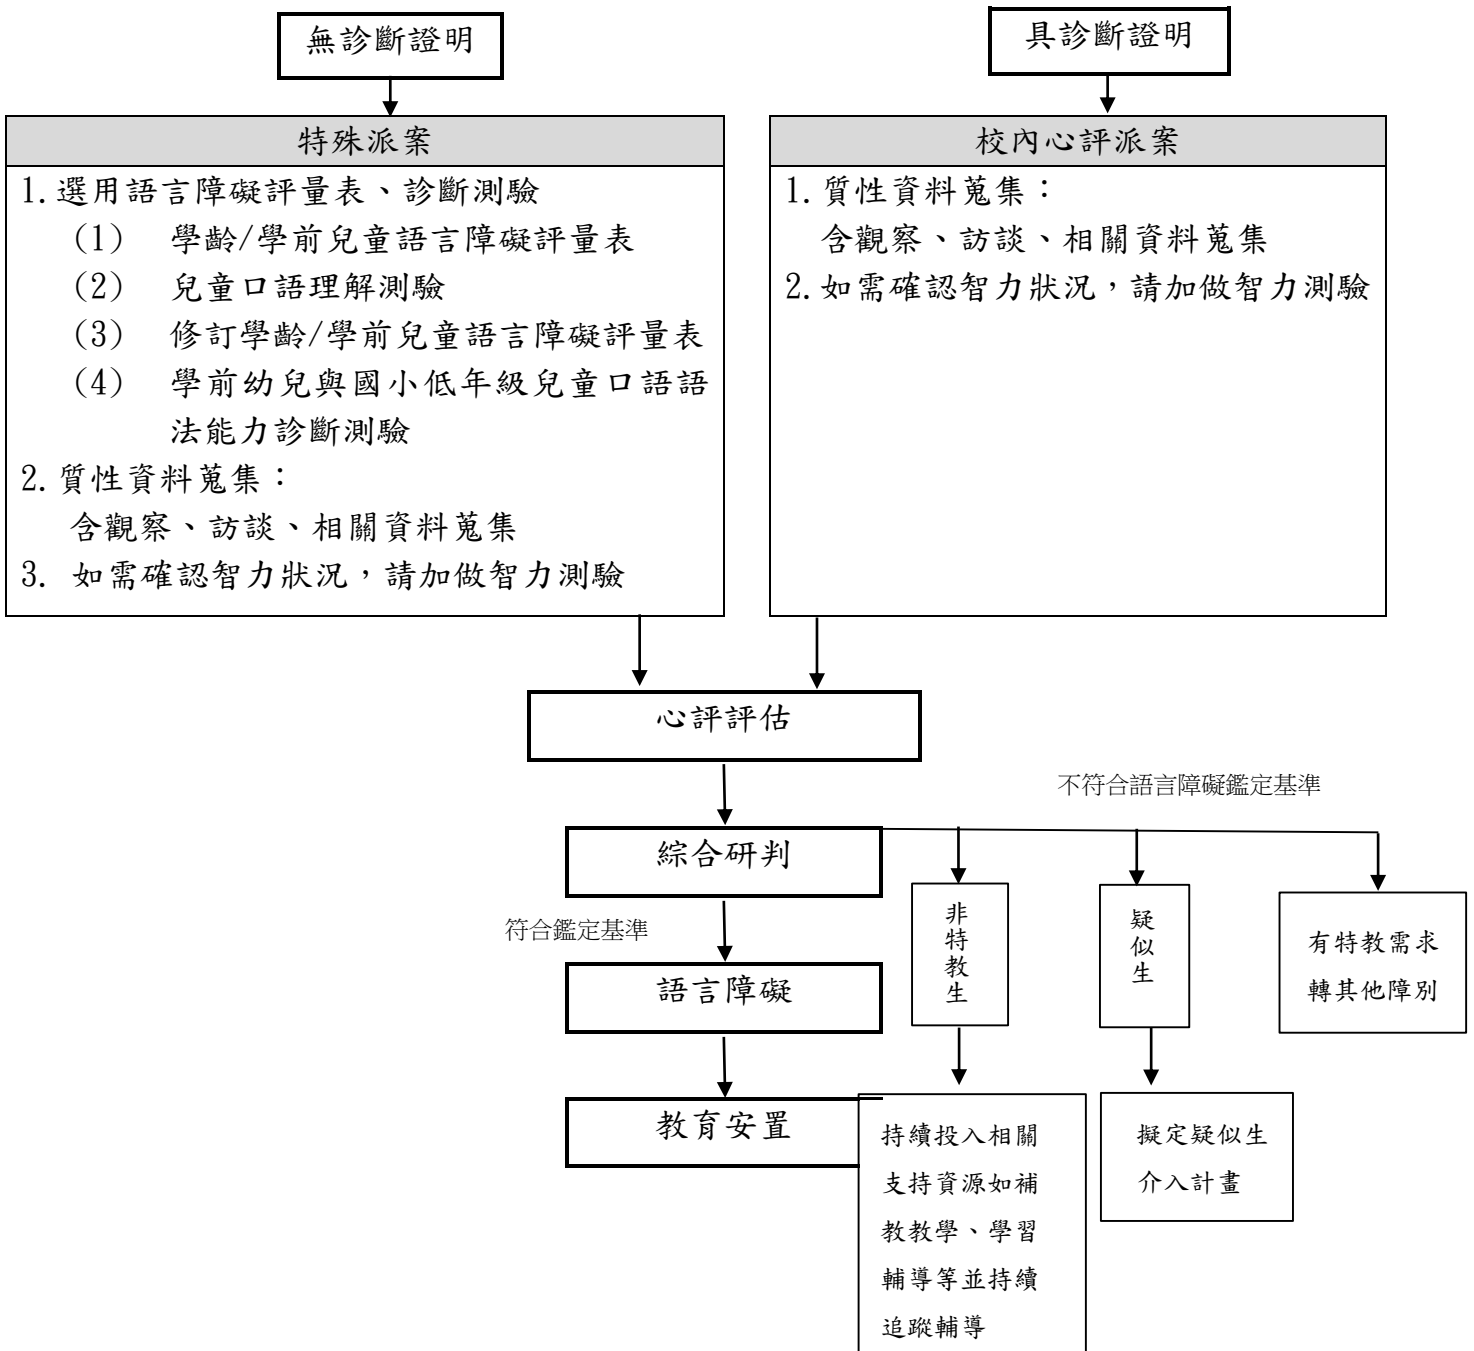 無診斷證明
具診斷證明
特殊派案
1.選用語言障礙評量表、診斷測驗
(1) 學齡/學前兒童語言障礙評量表
(2) 兒童口語理解測驗
(3) 修訂學齡/學前兒童語言障礙評量表
(4) 學前幼兒與國小低年級兒童口語語
法能力診斷測驗
2.質性資料蒐集：
含觀察、訪談、相關資料蒐集
3. 如需確認智力狀況，請加做智力測驗
校內心評派案
1.質性資料蒐集：
含觀察、訪談、相關資料蒐集
2.如需確認智力狀況，請加做智力測驗
心評評估
不符合語言障礙鑑定基準
綜合研判
符合鑑定基準
語言障礙
教育安置
非特教生
疑似生
有特教需求
轉其他障別
持續投入相關
支持資源如補
教教學、學習
輔導等並持續
追蹤輔導
擬定疑似生
介入計畫